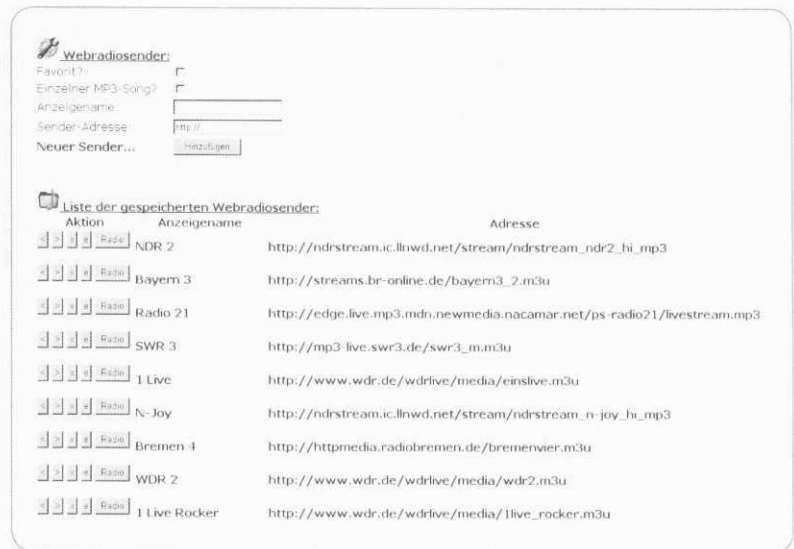 Webradiosender:
Favorit?
Einzelner MP3-Song?
Anzeigename:
Sender-Adresse http://
Neuer Sender... Hinzufügen
Liste der gespeicherten Webradiosender:
Aktion Anzeigename Adresse
< > x e Radio NDR 2 http://ndrstream.ic.llnwd.net/stream/ndrstream_ndr2_hi_mp3
< > x e Radio Bayern 3 http://streams.br-online.de/bayern3_2.m3u
< > x e Radio Radio 21 http://edge.live.mp3.mdn.newmedia.nacamar.net/ps-radio21/livestream.mp3
< > x e Radio SWR 3 http://mp3-live.swr3.de/swr3_m.m3u
< > x e Radio 1 Live http://www.wdr.de/wdrlive/media/einslive.m3u
< > x e Radio N-Joy http://ndrstream.ic.llnwd.net/stream/ndrstream_n-joy_hi_mp3
< > x e Radio Bremen 4 http://httpmedia.radiobremen.de/bremenvier.m3u
< > x e Radio WDR 2 http://www.wdr.de/wdrlive/media/wdr2.m3u
< > x e Radio 1 Live Rocker http://www.wdr.de/wdrlive/media/1live_rocker.m3u